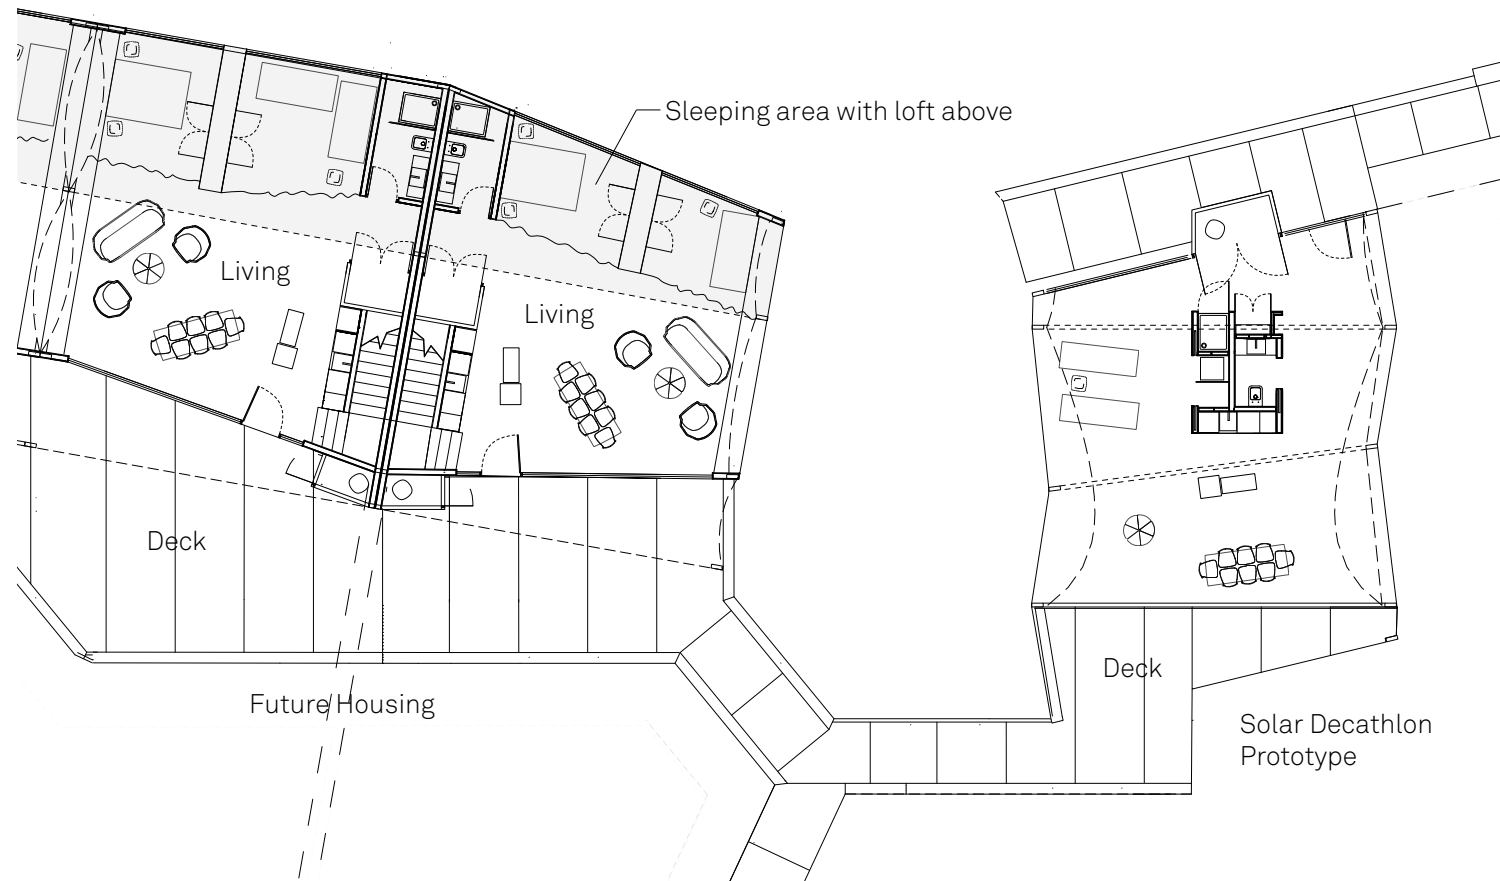 Sleeping area with loft above
Living
Living
Deck
Future Housing
Deck
Solar Decathlon
Prototype